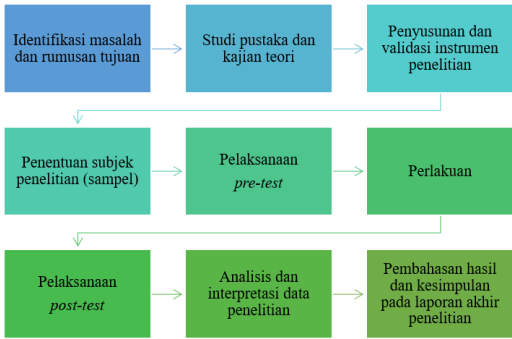 Identifikasi masalah
dan rumusan tujuan
Studi pustaka dan
kajian teori
Penyusunan dan
validasi instrumen
penelitian
Penentuan subjek
penelitian (sampel)
Pelaksanaan
pre-test
Perlakuan
Pelaksanaan
post-test
Analisis dan
interpretasi data
penelitian
Pembahasan hasil
dan kesimpulan
pada laporan akhir
penelitian